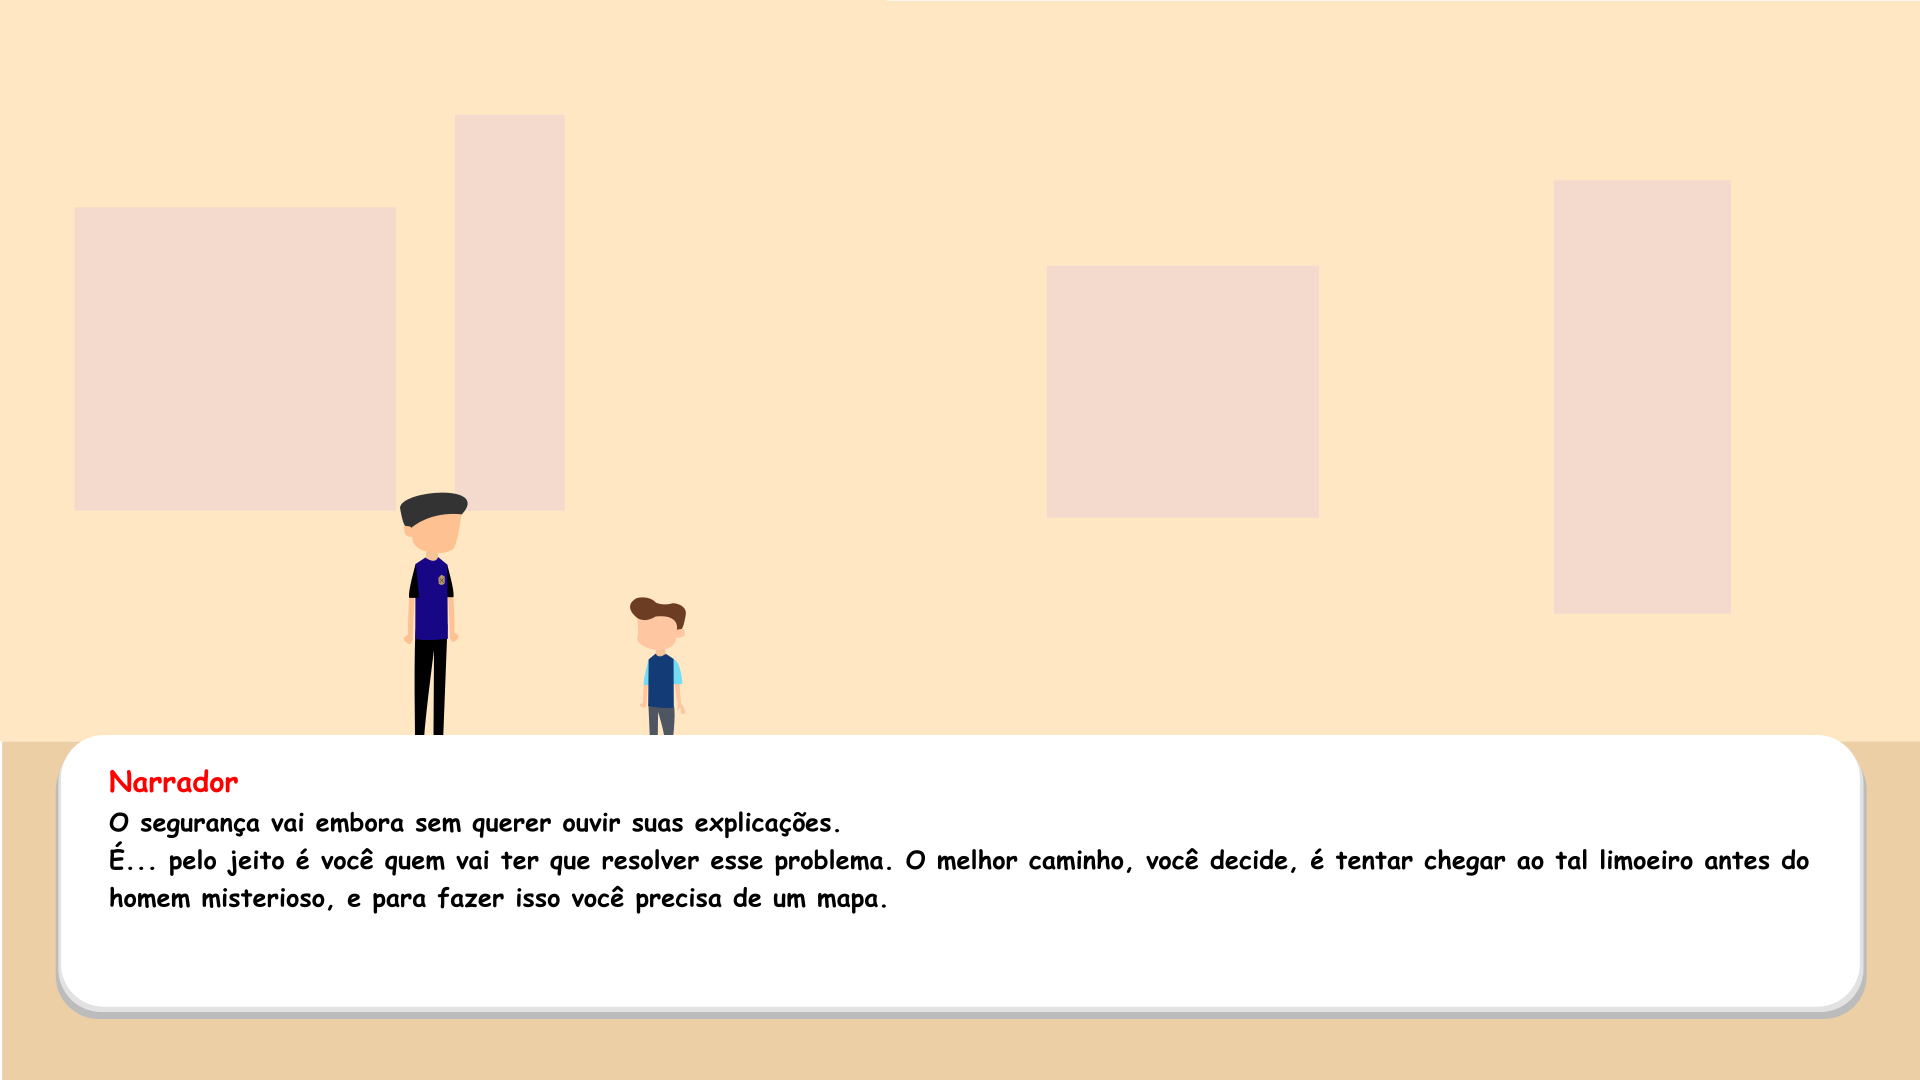 Narrador
O segurança vai embora sem querer ouvir suas explicações.
É... pelo jeito é você quem vai ter que resolver esse problema. O melhor caminho, você decide, é tentar chegar ao tal limoeiro antes do
homem misterioso, e para fazer isso você precisa de um mapa.